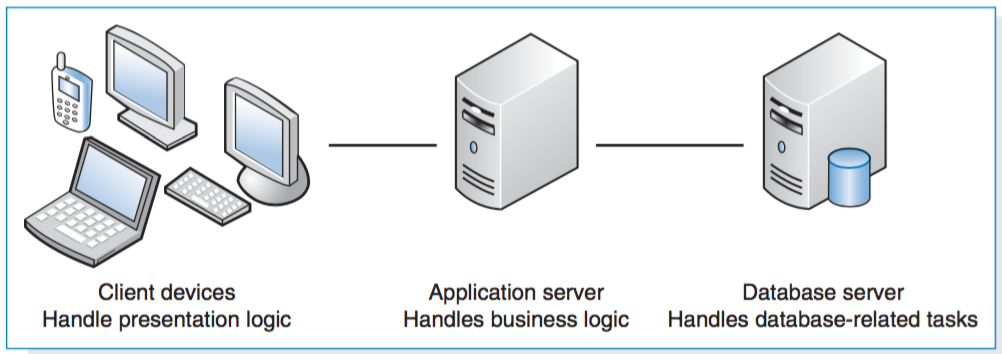 Client devices
Handle presentation logic
Application server
Handles business logic
Database server
Handles database-related tasks